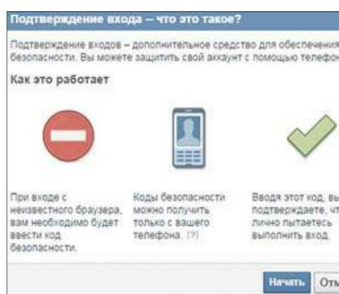 Подтверждение входа – что это такое?
Подтверждение входов – дополнительное средство для обеспечения
безопасности. Вы можете защитить свой аккаунт с помощью телефон
Как это работает
При входе с
неизвестного браузера,
вам необходимо будет
ввести код
безопасности.
Коды безопасности
можно получить
только с вашего
телефона. [?]
Вводя этот код, вы
подтверждаете, чт
лично пытаетесь
выполнить вход.
Начать
Отм